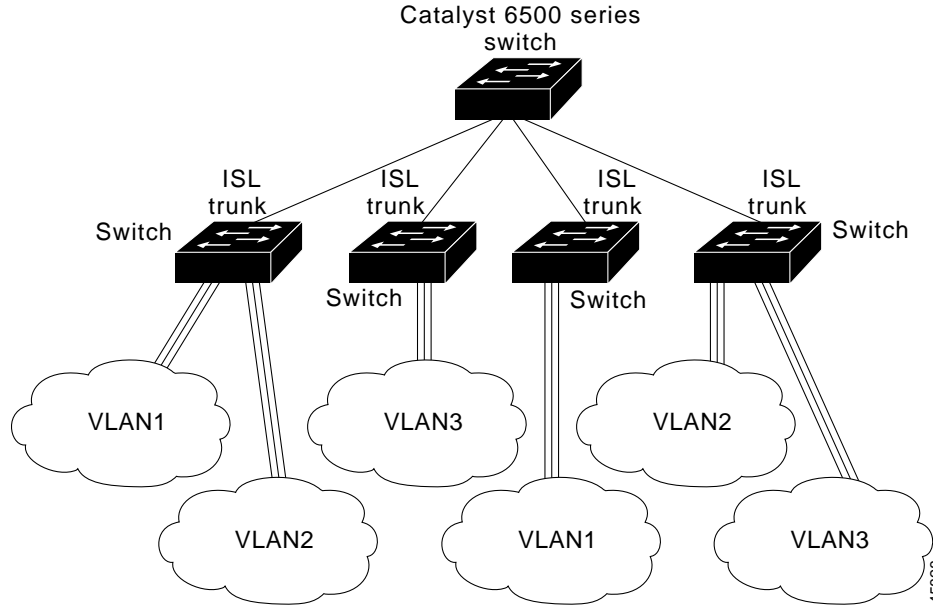 Catalyst 6500 series
switch
ISL
trunk
ISL
trunk
ISL
trunk
ISL
trunk
Switch
Switch
Switch
Switch
VLAN1
VLAN3
VLAN2
VLAN2
VLAN1
VLAN3